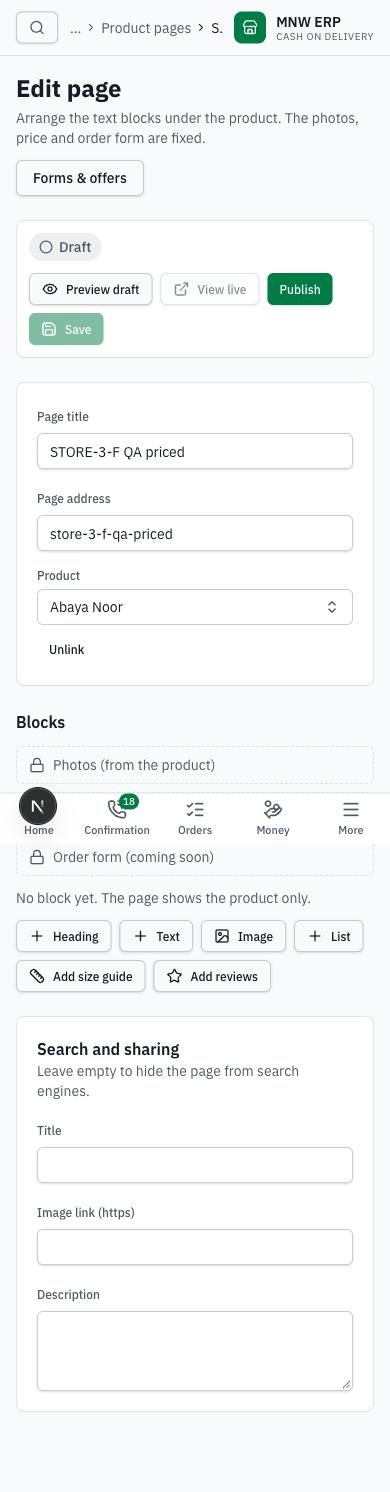 ... > Product pages > S.
MNW ERP
CASH ON DELIVERY
Edit page
Arrange the text blocks under the product. The photos,
price and order form are fixed.
Forms & offers
Draft
Preview draft
View live
Publish
Save
Page title
STORE-3-F QA priced
Page address
store-3-f-qa-priced
Product
Abaya Noor
Unlink
Blocks
Photos (from the product)
N
18
Home
Confirmation
Orders
Money
More
Order form (coming soon)
No block yet. The page shows the product only.
Heading
Text
Image
List
Add size guide
Add reviews
Search and sharing
Leave empty to hide the page from search
engines.
Title
Image link (https)
Description